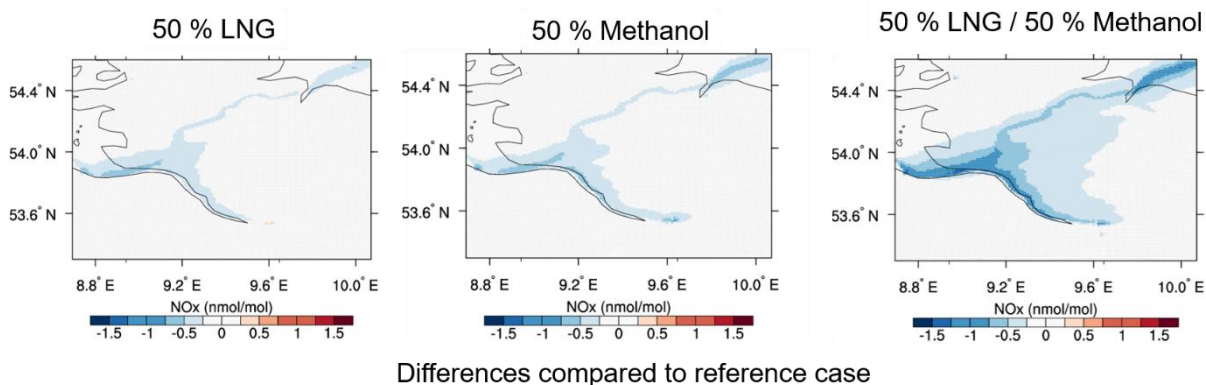 50 % LNG
50 % Methanol
50 % LNG / 50 % Methanol
54.4° N
54.0° N
53.6° N
8.8° E
9.2° E
9.6° E
10.0° E
NOx (nmol/mol)
-1.5 -1 -0.5 0 0.5 1 1.5
54.4° N
54.0° N
53.6° N
8.8° E
9.2° E
9.6° E
10.0° E
NOx (nmol/mol)
-1.5 -1 -0.5 0 0.5 1 1.5
54.4° N
54.0° N
53.6° N
8.8° E
9.2° E
9.6° E
10.0° E
NOx (nmol/mol)
-1.5 -1 -0.5 0 0.5 1 1.5
Differences compared to reference case